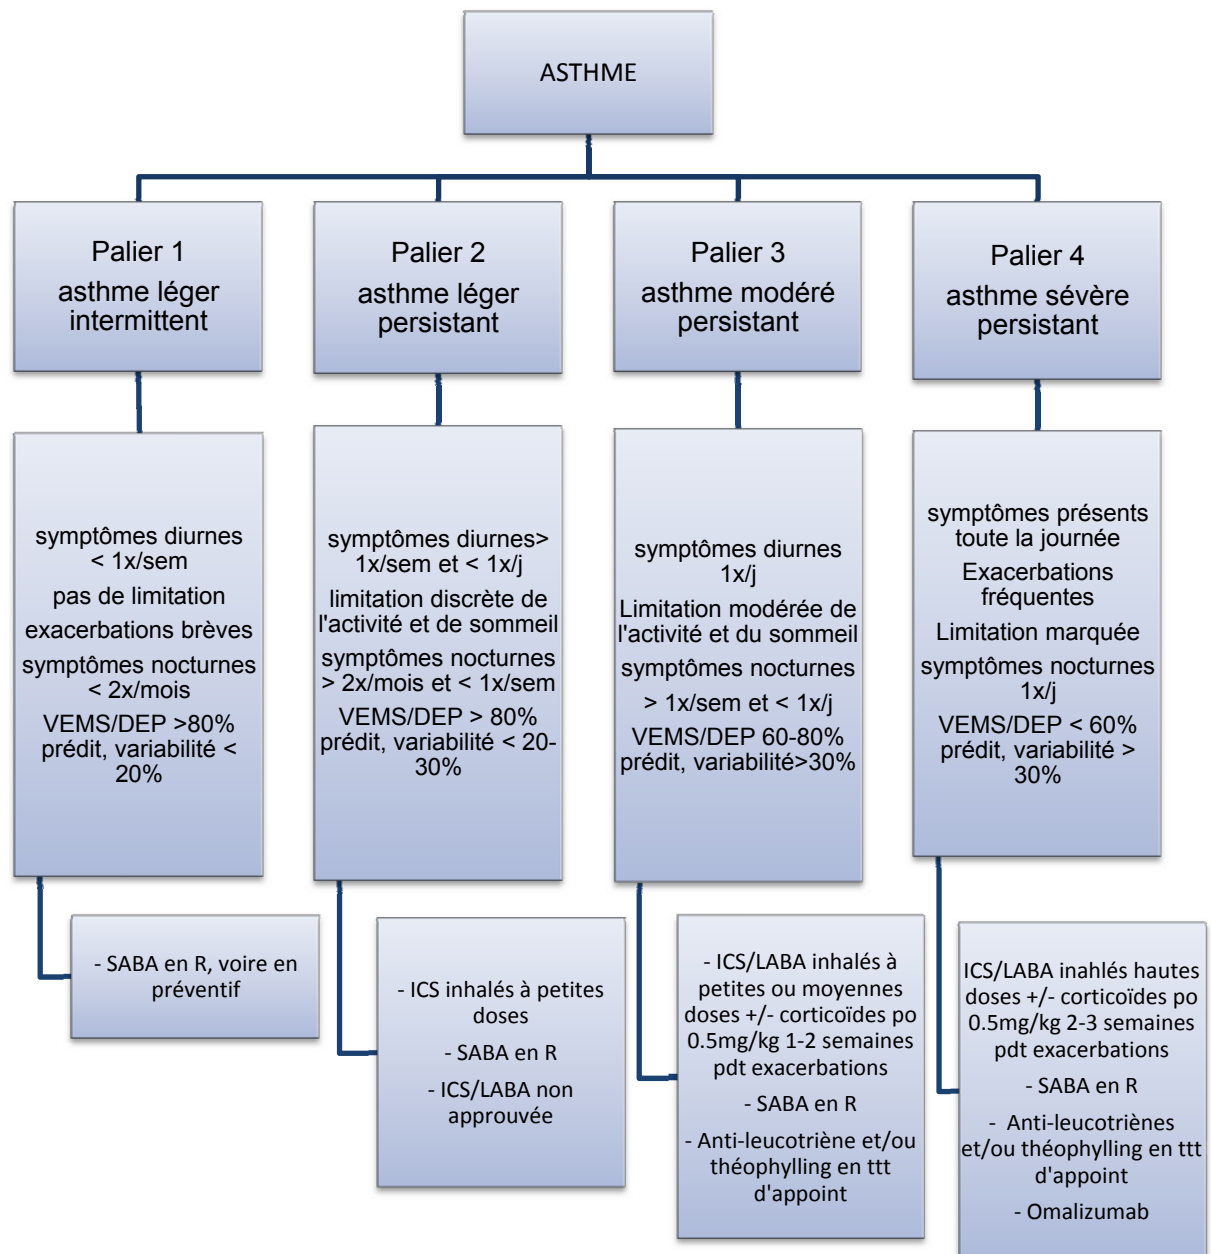 ASTHME
Palier 1
asthme léger
intermittent
Palier 2
asthme léger
persistant
Palier 3
asthme modéré
persistant
Palier 4
asthme sévère
persistant
symptômes diurnes
< 1x/sem
pas de limitation
exacerbations brèves
symptômes nocturnes
< 2x/mois
VEMS/DEP >80%
prédit, variabilité <
20%
symptômes diurnes>
1x/sem et < 1x/j
limitation discrète de
l'activité et de sommeil
symptômes nocturnes
> 2x/mois et < 1x/sem
VEMS/DEP > 80%
prédit, variabilité < 20-
30%
symptômes diurnes
1x/j
Limitation modérée de
l'activité et du sommeil
symptômes nocturnes
> 1x/sem et < 1x/j
VEMS/DEP 60-80%
prédit, variabilité>30%
symptômes présents
toute la journée
Exacerbations
fréquentes
Limitation marquée
symptômes nocturnes
1x/j
VEMS/DEP < 60%
prédit, variabilité >
30%
- SABA en R, voire en
préventif
- ICS inhalés à petites
doses
- SABA en R
- ICS/LABA non
approuvée
- ICS/LABA inhalés à
petites ou moyennes
doses +/- corticoïdes po
0.5mg/kg 1-2 semaines
pdt exacerbations
- SABA en R
- Anti-leucotriène et/ou
théophylling en ttt
d'appoint
ICS/LABA inahlés hautes
doses +/- corticoïdes po
0.5mg/kg 2-3 semaines
pdt exacerbations
- SABA en R
- Anti-leucotriènes
et/ou théophylling en ttt
d'appoint
- Omalizumab